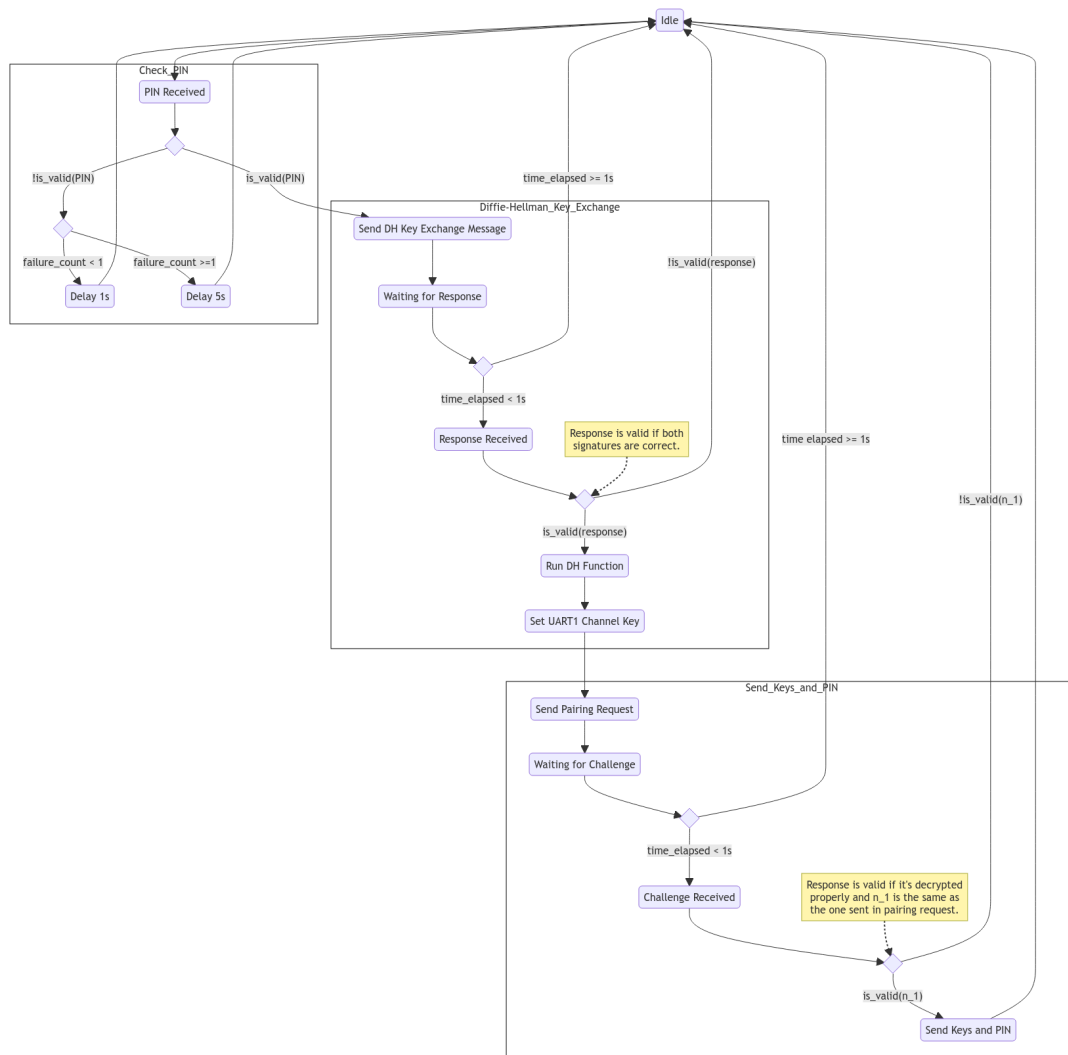 Idle
Check_PIN
PIN Received
!is_valid(PIN)
is_valid(PIN)
time_elapsed >= 1s
Diffie-Hellman_Key_Exchange
Send DH Key Exchange Message
failure_count < 1
failure_count >=1
!is_valid(response)
Delay 1s
Delay 5s
Waiting for Response
time_elapsed < 1s
Response Received
Response is valid if both
signatures are correct.
time elapsed >= 1s
!is_valid(n_1)
is_valid(response)
Run DH Function
Set UART1 Channel Key
Send_Keys_and_PIN
Send Pairing Request
Waiting for Challenge
time_elapsed < 1s
Challenge Received
Response is valid if it's decrypted
properly and n_1 is the same as
the one sent in pairing request.
is_valid(n_1)
Send Keys and PIN